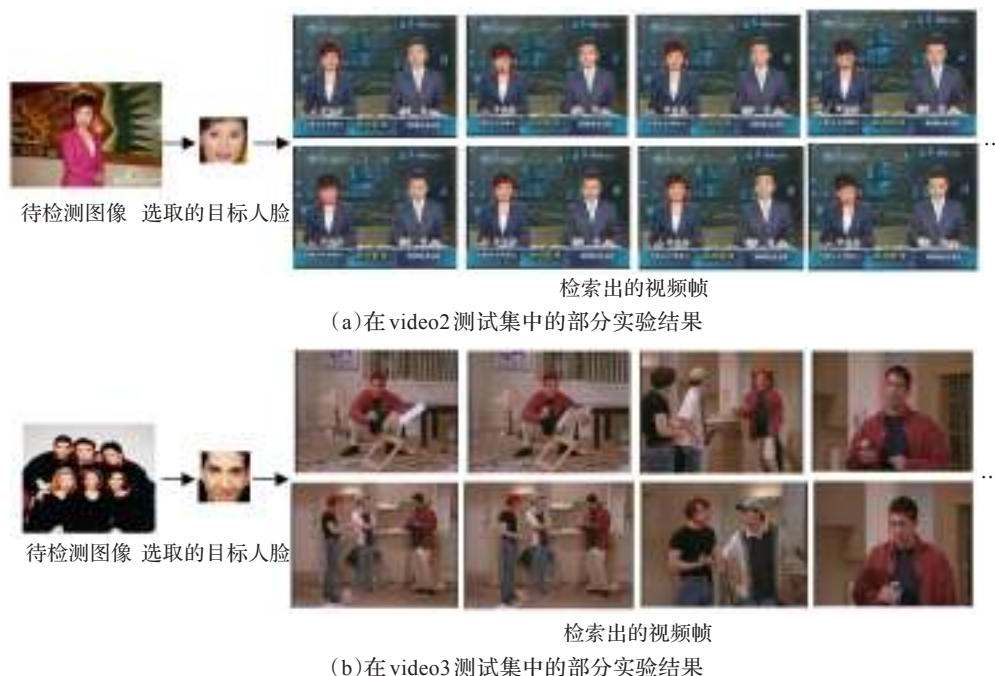 待检测图像 选取的目标人脸
检索出的视频帧
(a)在video2测试集中的部分实验结果
待检测图像 选取的目标人脸
检索出的视频帧
(b)在video3测试集中的部分实验结果